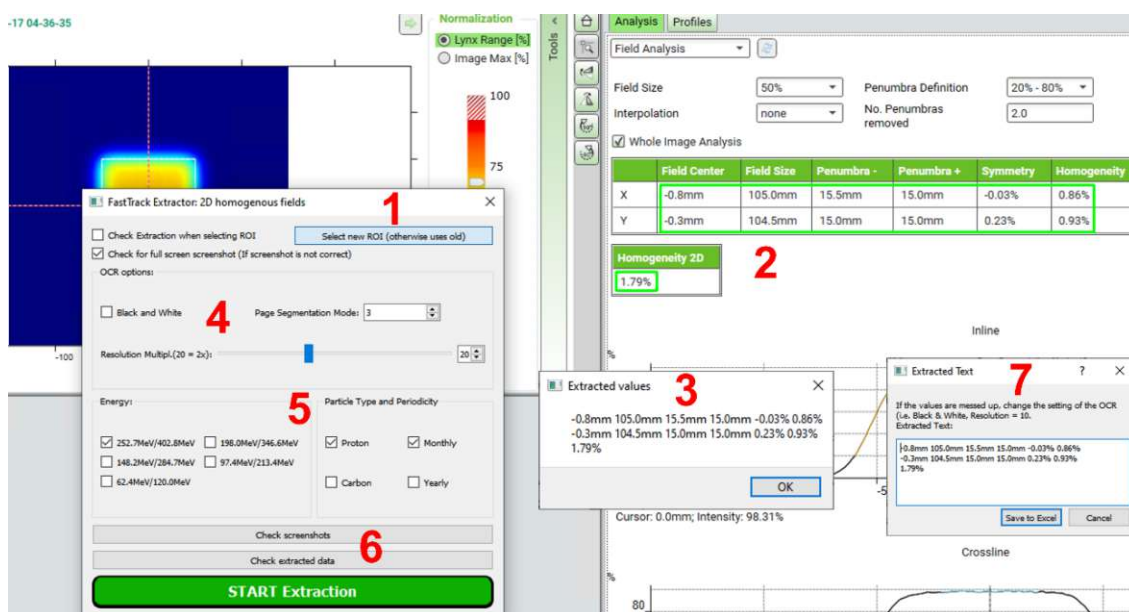 -17 04-36-35
Normalization
Lynx Range [%]
Image Max [%]
100
75
-100
Tools
Analysis
Profiles
Field Analysis
Field Size
50%
Penumbra Definition
20% - 80%
Interpolation
none
No. Penumbras
removed
2.0
Whole Image Analysis
Field Center Field Size Penumbra - Penumbra + Symmetry Homogeneity
X -0.8mm 105.0mm 15.5mm 15.0mm -0.03% 0.86%
Y -0.3mm 104.5mm 15.0mm 15.0mm 0.23% 0.93%
Homogeneity 2D
1.79%
2
Inline
%
FastTrack Extractor: 2D homogenous fields
1
Check Extraction when selecting ROI
Select new ROI (otherwise uses old)
Check for full screen screenshot (If screenshot is not correct)
OCR options:
Black and White
4
Page Segmentation Mode: 3
Resolution Multipl.(20 = 2x):
20
Energy:
5
Particle Type and Periodicity
252.7MeV/402.8MeV
198.0MeV/346.6MeV
148.2MeV/284.7MeV
97.4MeV/213.4MeV
62.4MeV/120.0MeV
Proton
Monthly
Carbon
Yearly
Check screenshots
6
Check extracted data
START Extraction
Extracted values
3
-0.8mm 105.0mm 15.5mm 15.0mm -0.03% 0.86%
-0.3mm 104.5mm 15.0mm 15.0mm 0.23% 0.93%
1.79%
OK
Extracted Text
7
?
If the values are messed up, change the setting of the OCR
(i.e. Black & White, Resolution = 10.
Extracted Text:
-0.8mm 105.0mm 15.5mm 15.0mm -0.03% 0.86%
-0.3mm 104.5mm 15.0mm 15.0mm 0.23% 0.93%
1.79%
Save to Excel
Cancel
-5
Cursor: 0.0mm; Intensity: 98.31%
Crossline
%
80